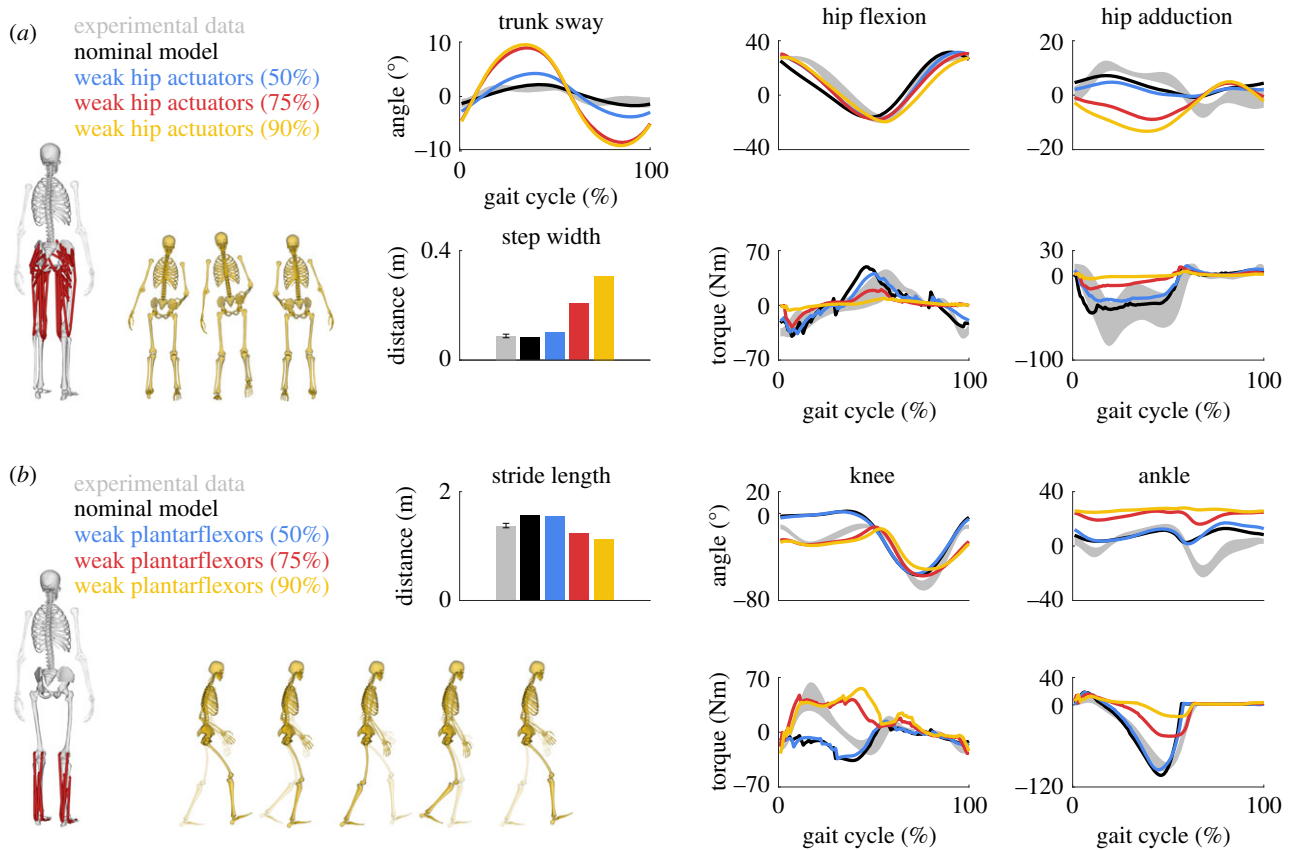 (a)
experimental data
nominal model
weak hip actuators (50%)
weak hip actuators (75%)
weak hip actuators (90%)
trunk sway
angle (°)
10
0
−10
0
100
gait cycle (%)
hip flexion
40
0
−40
hip adduction
20
0
−20
step width
distance (m)
0.4
0
torque (Nm)
70
0
−70
0
100
gait cycle (%)
30
0
−100
0
100
gait cycle (%)
(b)
experimental data
nominal model
weak plantarflexors (50%)
weak plantarflexors (75%)
weak plantarflexors (90%)
stride length
distance (m)
2
0
knee
angle (°)
20
0
−80
ankle
40
0
−40
torque (Nm)
70
0
−70
0
100
gait cycle (%)
40
0
−120
0
100
gait cycle (%)